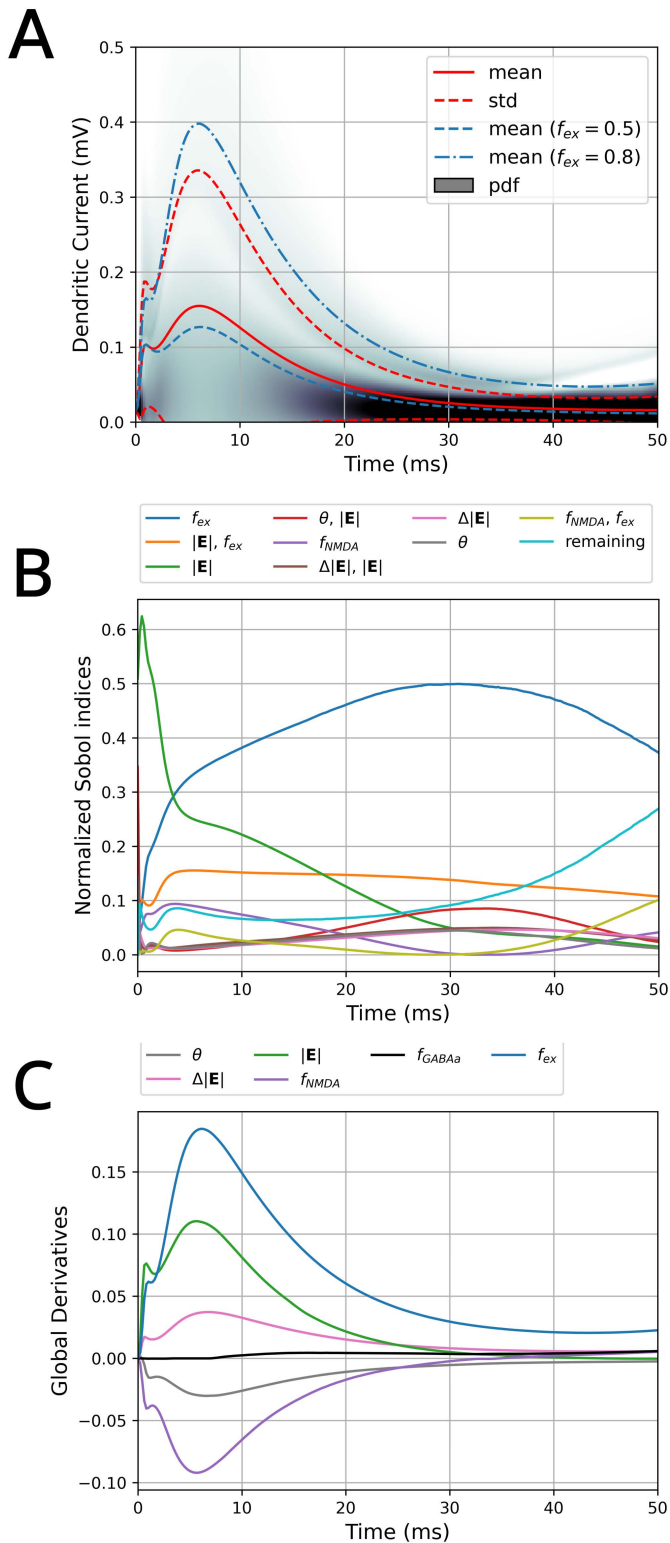 A
0.5
0.4
0.3
0.2
0.1
0.0
Dendritic Current (mV)
mean
std
mean (f_ex = 0.5)
mean (f_ex = 0.8)
pdf
0 10 20 30 40 50
Time (ms)
B
f_ex
|E|, f_ex
|E|
θ, |E|
f_NMDA
Δ|E|, |E|
Δ|E|
θ
f_NMDA, f_ex
remaining
0.6
0.5
0.4
0.3
0.2
0.1
0.0
Normalized Sobol indices
0 10 20 30 40 50
Time (ms)
C
θ
Δ|E|
|E|
f_NMDA
f_GABAa
f_ex
0.15
0.10
0.05
0.00
−0.05
−0.10
Global Derivatives
0 10 20 30 40 50
Time (ms)